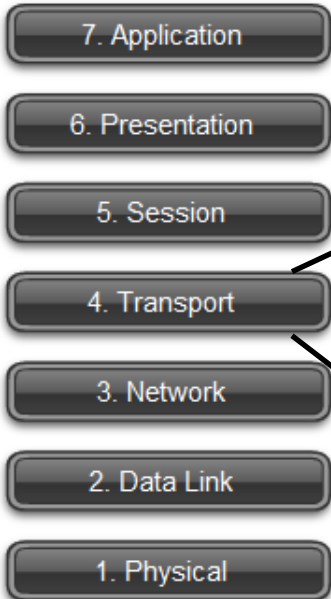 7. Application
6. Presentation
5. Session
4. Transport
3. Network
2. Data Link
1. Physical